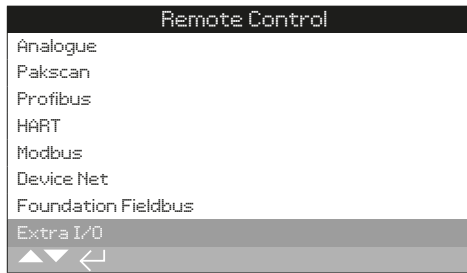 Remote Control
Analogue
Pakscan
Profibus
HART
Modbus
Device Net
Foundation Fieldbus
Extra I/O